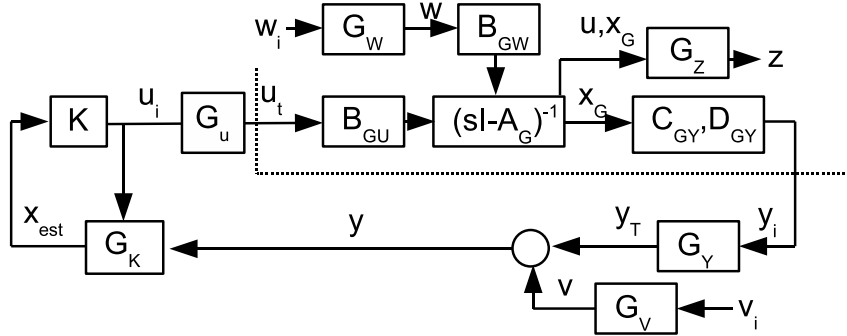 w_i
G_W
w
B_GW
u,x_G
G_Z
z
K
u_i
G_u
u_t
B_GU
(sI-A_G)^-1
x_G
C_GY,D_GY
x_est
G_K
y
y_T
G_Y
y_i
v
G_V
v_i